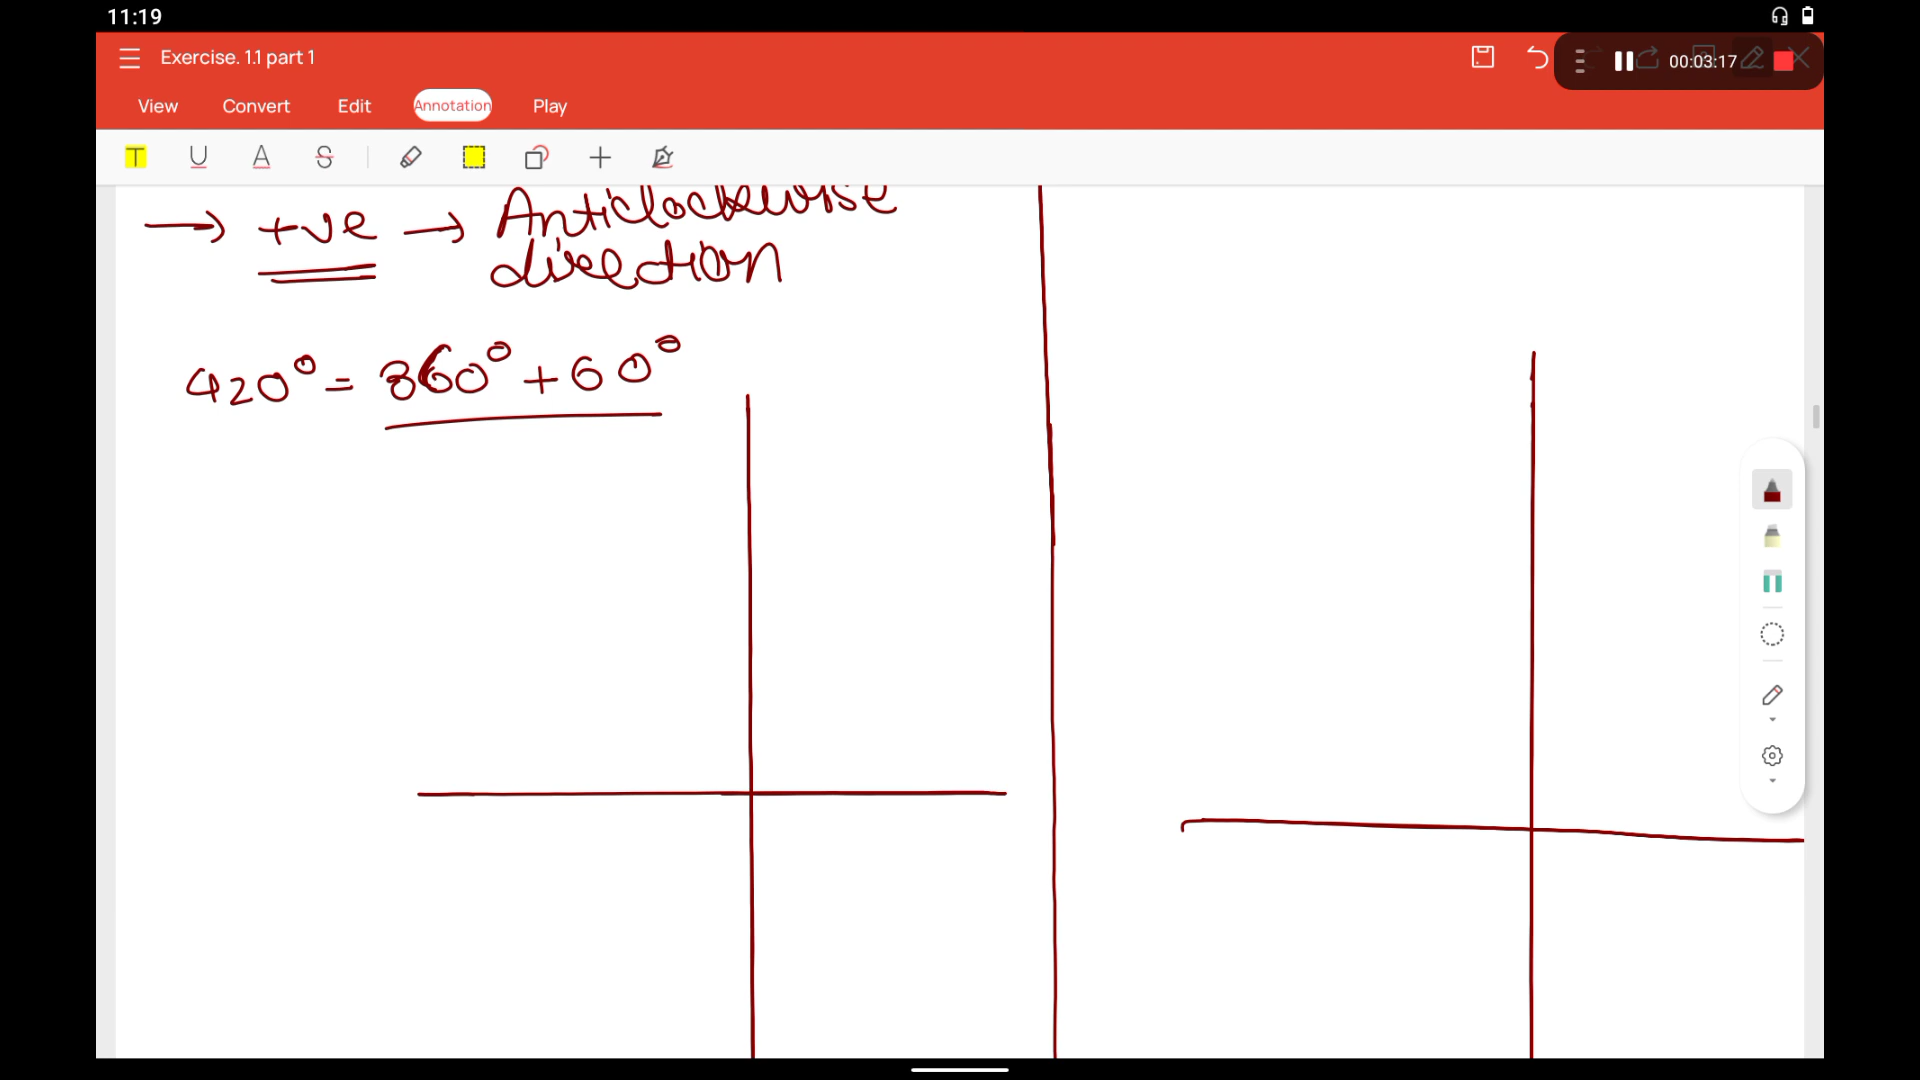 11:19
Exercise. 1.1 part 1
00:03:17
View Convert Edit Annotation Play
T U A S
→ +ve → Anticlockwise
direction
420° = 360° + 60°